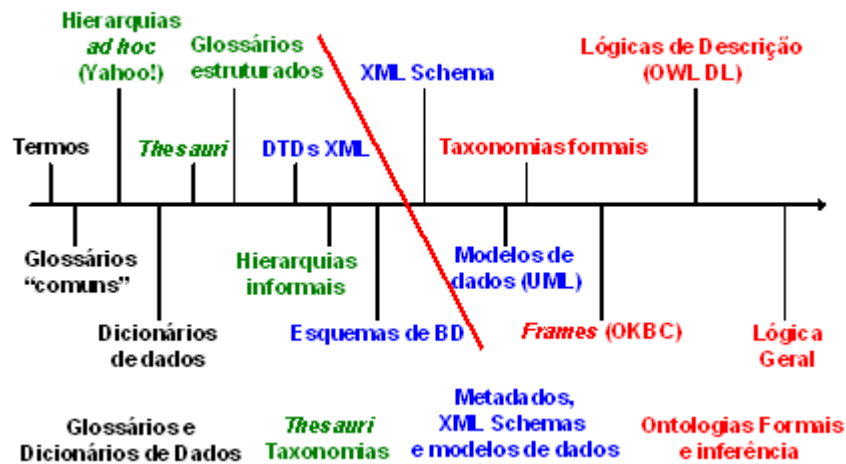 Hierarquias
ad hoc
(Yahoo!)
Glossários
estruturados
XML Schema
Lógicas de Descrição
(OWL DL)
Termos
Thesauri
DTDs XML
Taxonomias formais
Glossários
“comuns”
Hierarquias
informais
Modelos de
dados (UML)
Dicionários
de dados
Esquemas de BD
Frames (OKBC)
Lógica
Geral
Glossários e
Dicionários de Dados
Thesauri
Taxonomias
Metadados,
XML Schemas
e modelos de dados
Ontologias Formais
e inferência